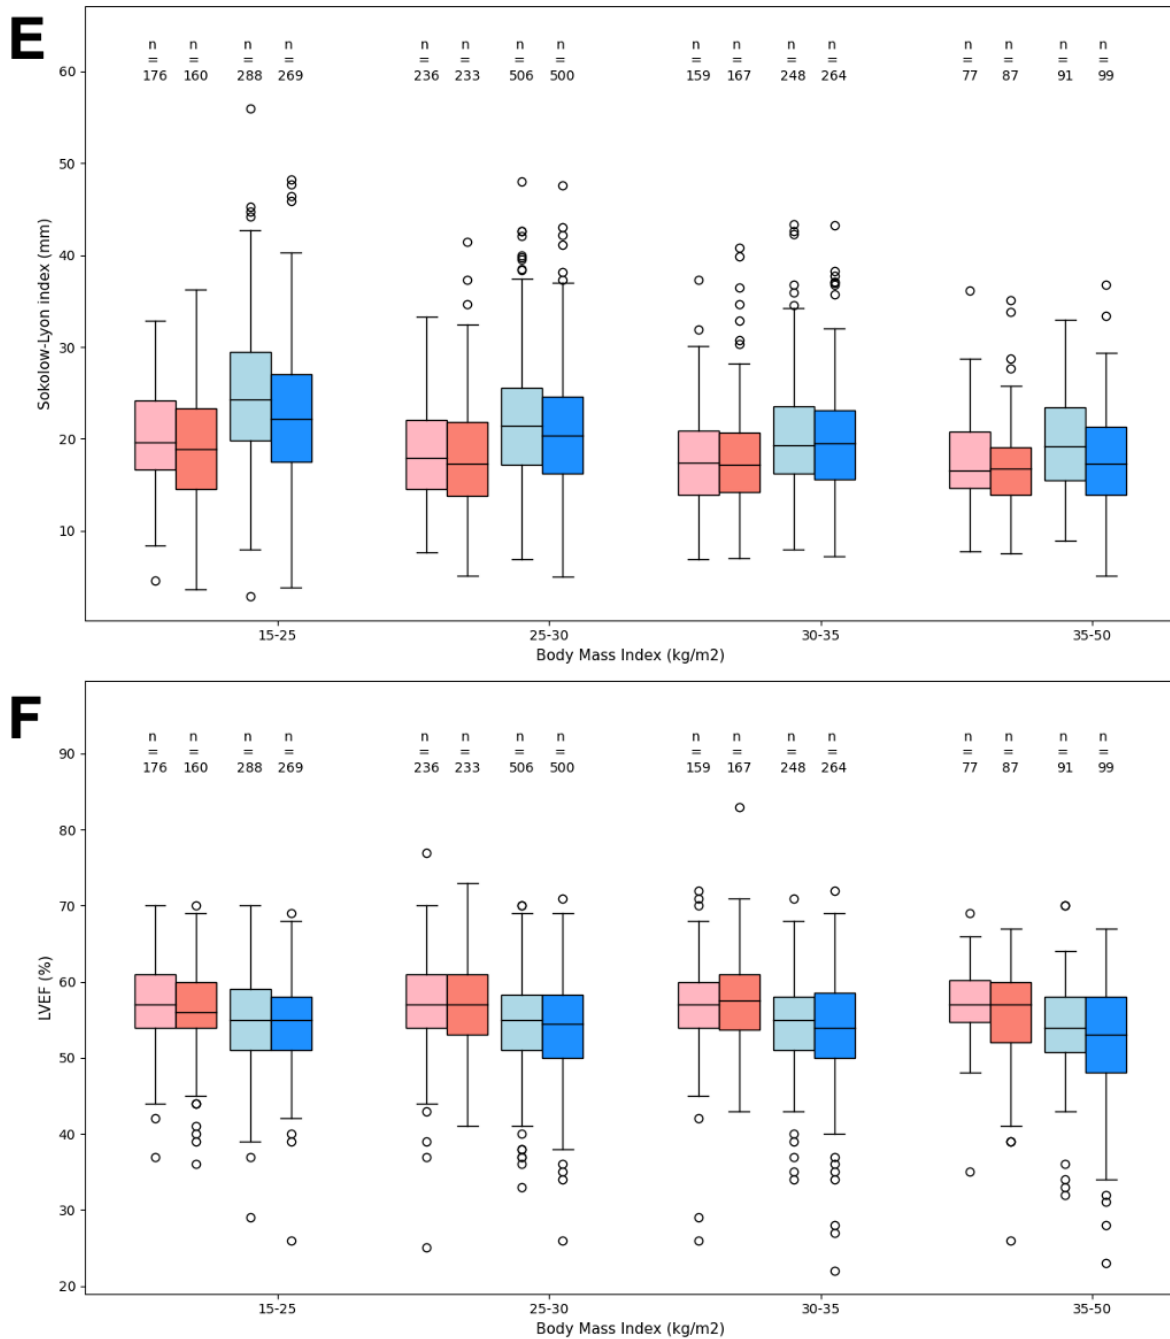 E
n n n n n n n n n n n n n n n n
= = = = = = = = = = = = = = = =
176 160 288 269 236 233 506 500 159 167 248 264 77 87 91 99
60
50
40
30
20
10
Sokolow-Lyon index (mm)
15-25 25-30 30-35 35-50
Body Mass Index (kg/m2)
F
n n n n n n n n n n n n n n n n
= = = = = = = = = = = = = = = =
176 160 288 269 236 233 506 500 159 167 248 264 77 87 91 99
90
80
70
60
50
40
30
20
LVEF (%)
15-25 25-30 30-35 35-50
Body Mass Index (kg/m2)